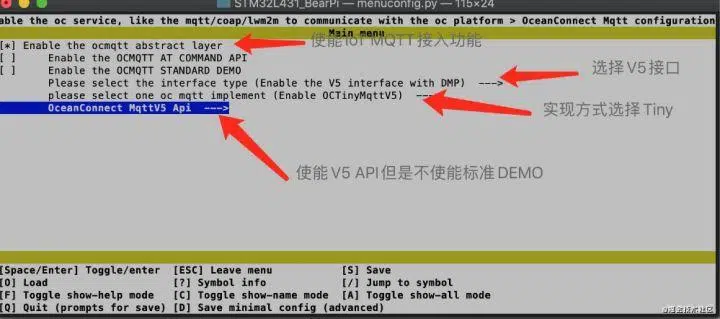 STM32L431_BearPi — menuconfig.py — 115×24
able the oc service, like the mqtt/coap/lwm2m to communicate with the oc platform > OceanConnect Mqtt configuration
Main menu
[*] Enable the ocmqtt abstract layer
使能IoT MQTT接入功能
[ ] Enable the OCMQTT AT COMMAND API
[ ] Enable the OCMQTT STANDARD DEMO
选择V5接口
Please select the interface type (Enable the V5 interface with DMP) --->
please select one oc mqtt implement (Enable OCTinyMqttV5) ---
实现方式选择Tiny
OceanConnect MqttV5 Api --->
使能V5 API但是不使能标准DEMO
[Space/Enter] Toggle/enter [ESC] Leave menu [S] Save
[O] Load [?] Symbol info [/] Jump to symbol
[F] Toggle show-help mode [C] Toggle show-name mode [A] Toggle show-all mode
[Q] Quit (prompts for save) [D] Save minimal config (advanced)
@掘金技术社区